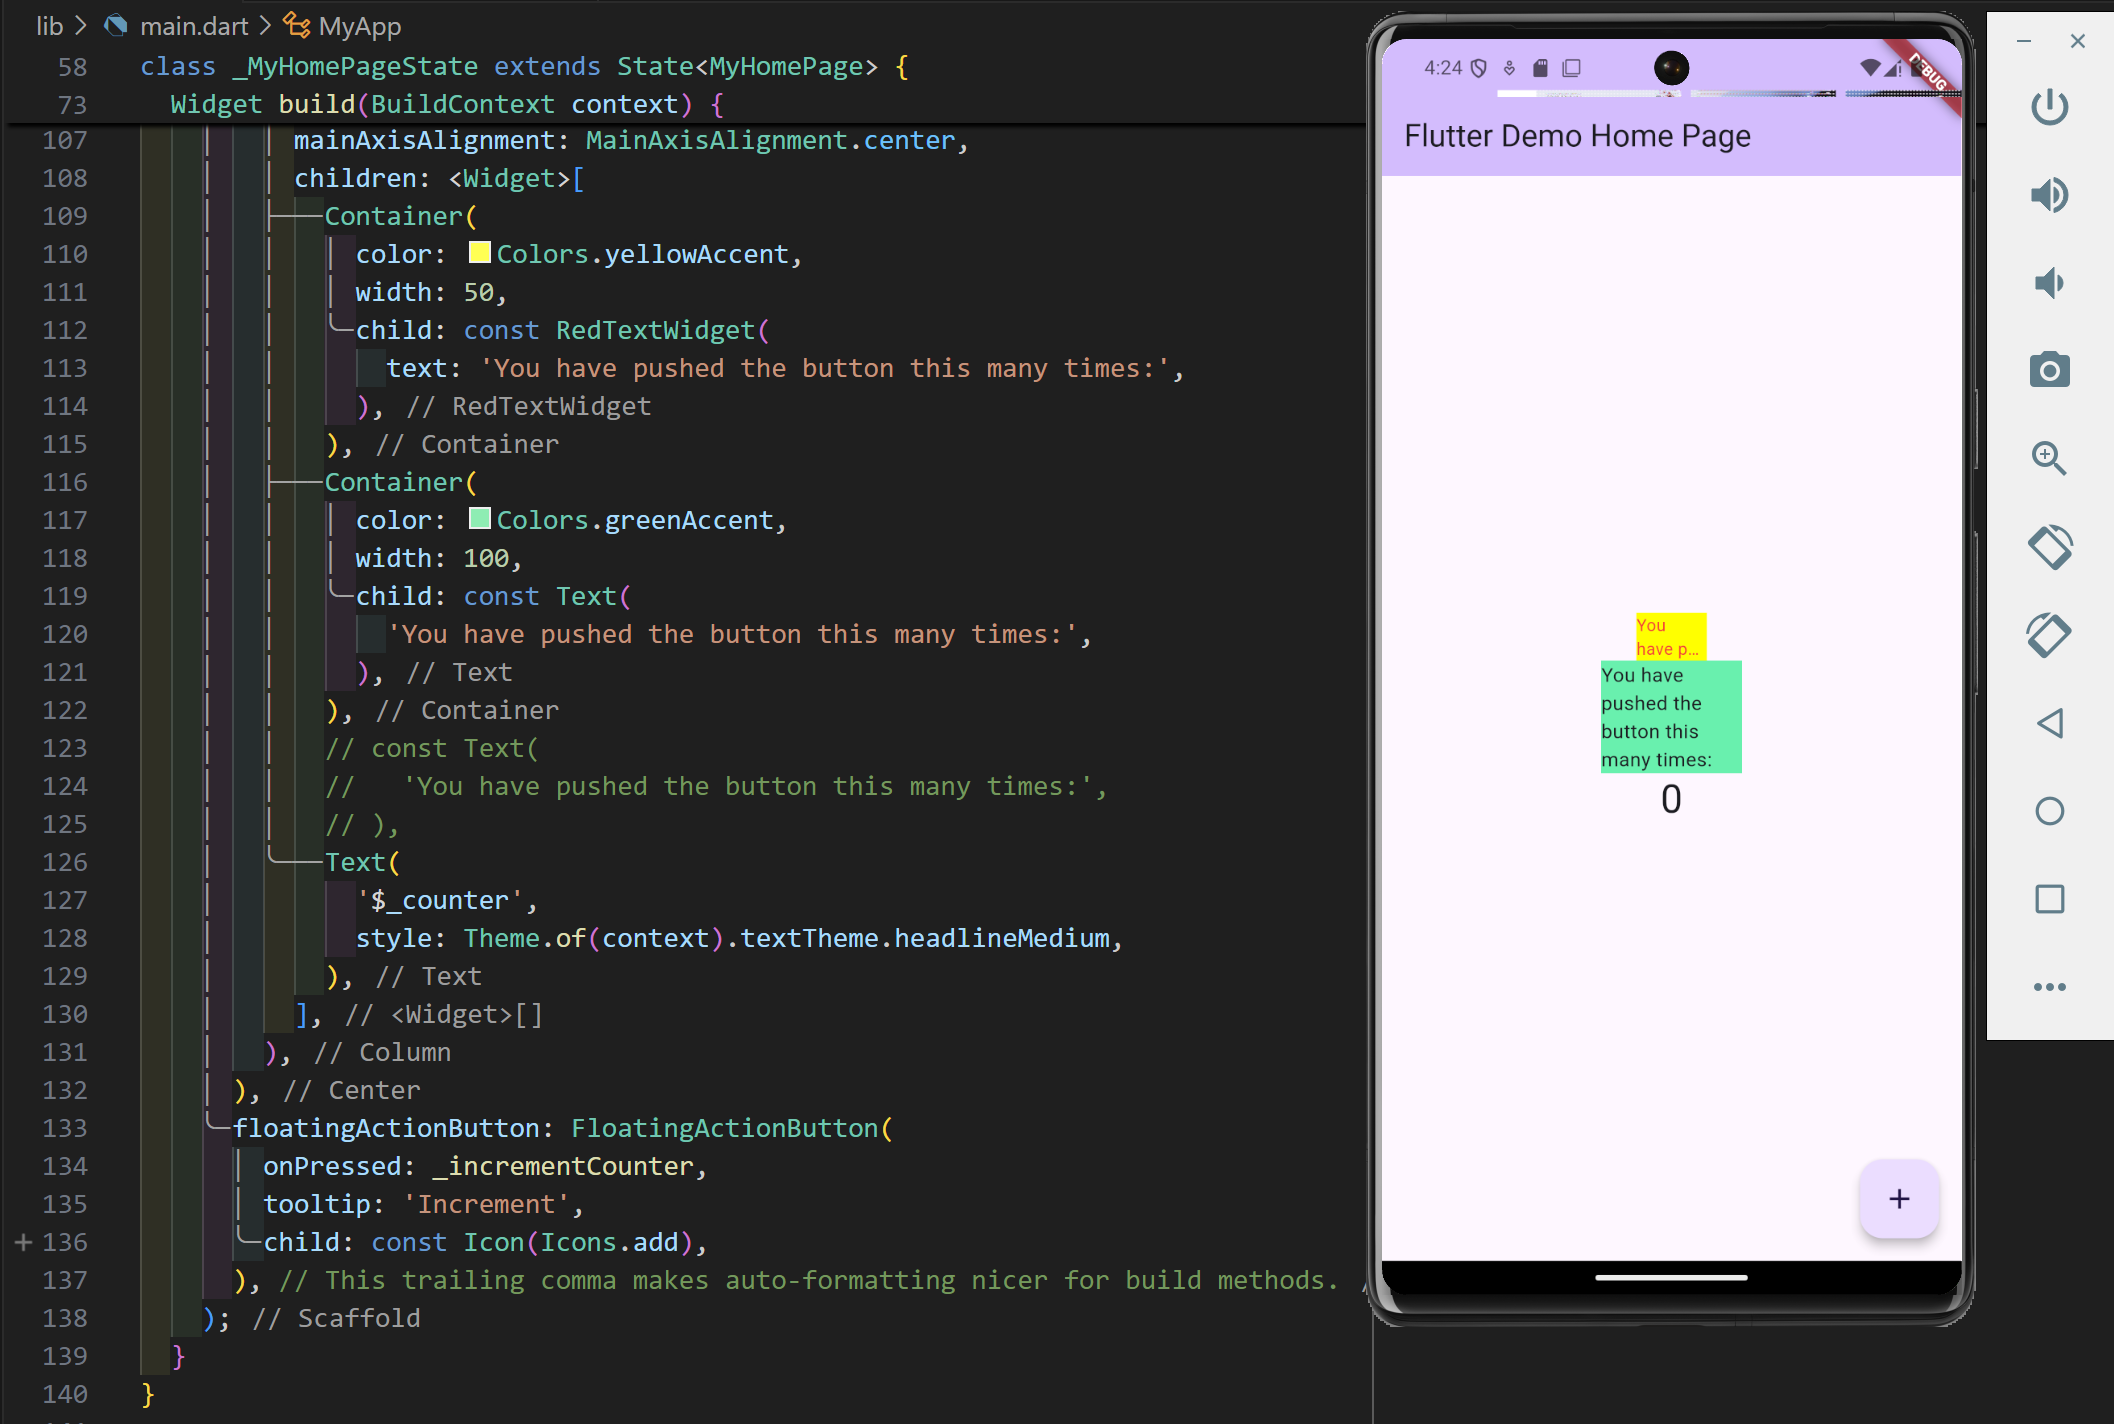 lib > main.dart > MyApp
58 class _MyHomePageState extends State<MyHomePage> {
73 Widget build(BuildContext context) {
107 mainAxisAlignment: MainAxisAlignment.center,
108 children: <Widget>[
109 Container(
110 color: Colors.yellowAccent,
111 width: 50,
112 child: const RedTextWidget(
113 text: 'You have pushed the button this many times:',
114 ), // RedTextWidget
115 ), // Container
116 Container(
117 color: Colors.greenAccent,
118 width: 100,
119 child: const Text(
120 'You have pushed the button this many times:',
121 ), // Text
122 ), // Container
123 // const Text(
124 //   'You have pushed the button this many times:',
125 // ),
126 Text(
127 '$_counter',
128 style: Theme.of(context).textTheme.headlineMedium,
129 ), // Text
130 ], // <Widget>[]
131 ), // Column
132 ), // Center
133 floatingActionButton: FloatingActionButton(
134 onPressed: _incrementCounter,
135 tooltip: 'Increment',
136 child: const Icon(Icons.add),
137 ), // This trailing comma makes auto-formatting nicer for build methods. /
138 ); // Scaffold
139 }
140 }
4:24
DEBUG
Flutter Demo Home Page
You
have p...
You have
pushed the
button this
many times:
0
+